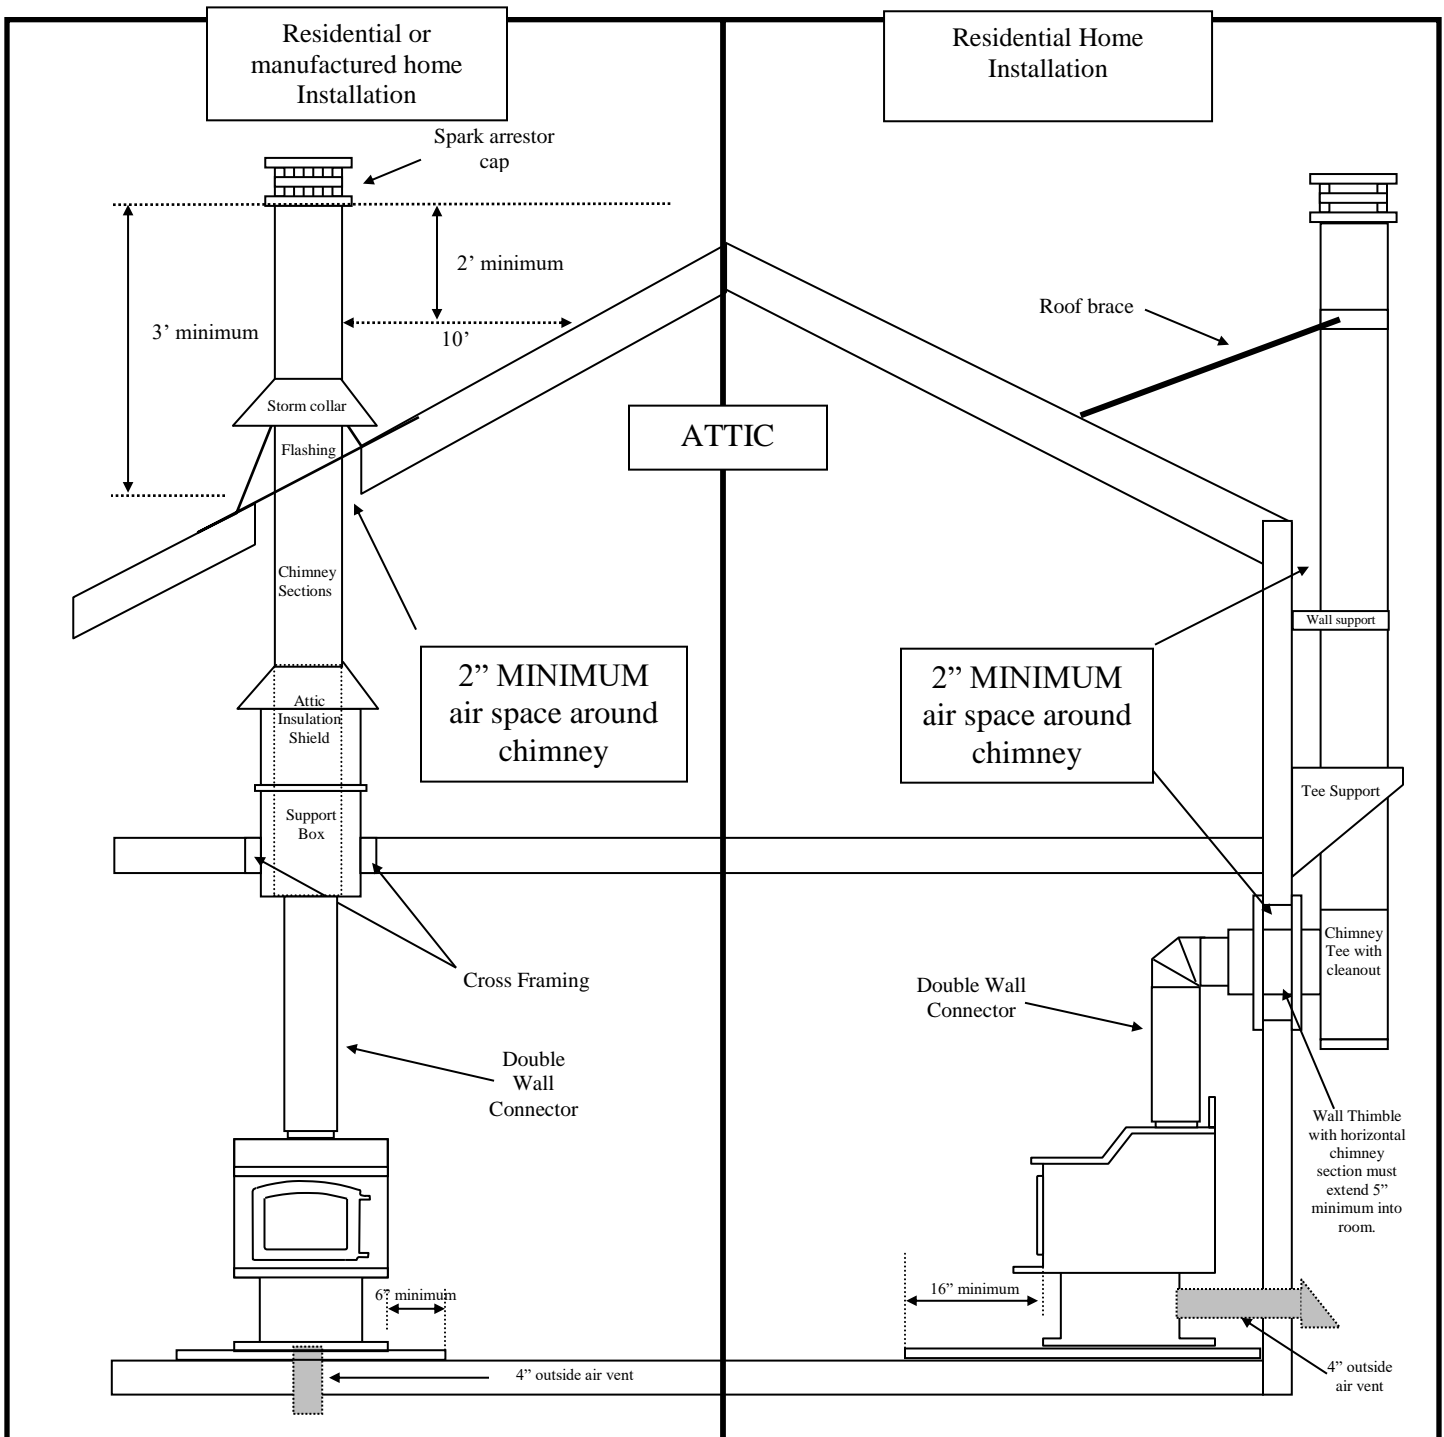 Residential or
manufactured home
Installation
Spark arrestor
cap
2’ minimum
3’ minimum
10’
Storm collar
Flashing
ATTIC
Chimney
Sections
2” MINIMUM
air space around
chimney
Attic
Insulation
Shield
Support
Box
Cross Framing
Double
Wall
Connector
6” minimum
4” outside air vent
Residential Home
Installation
Roof brace
Wall support
2” MINIMUM
air space around
chimney
Tee Support
Chimney
Tee with
cleanout
Double Wall
Connector
Wall Thimble
with horizontal
chimney
section must
extend 5”
minimum into
room.
16” minimum
4” outside
air vent